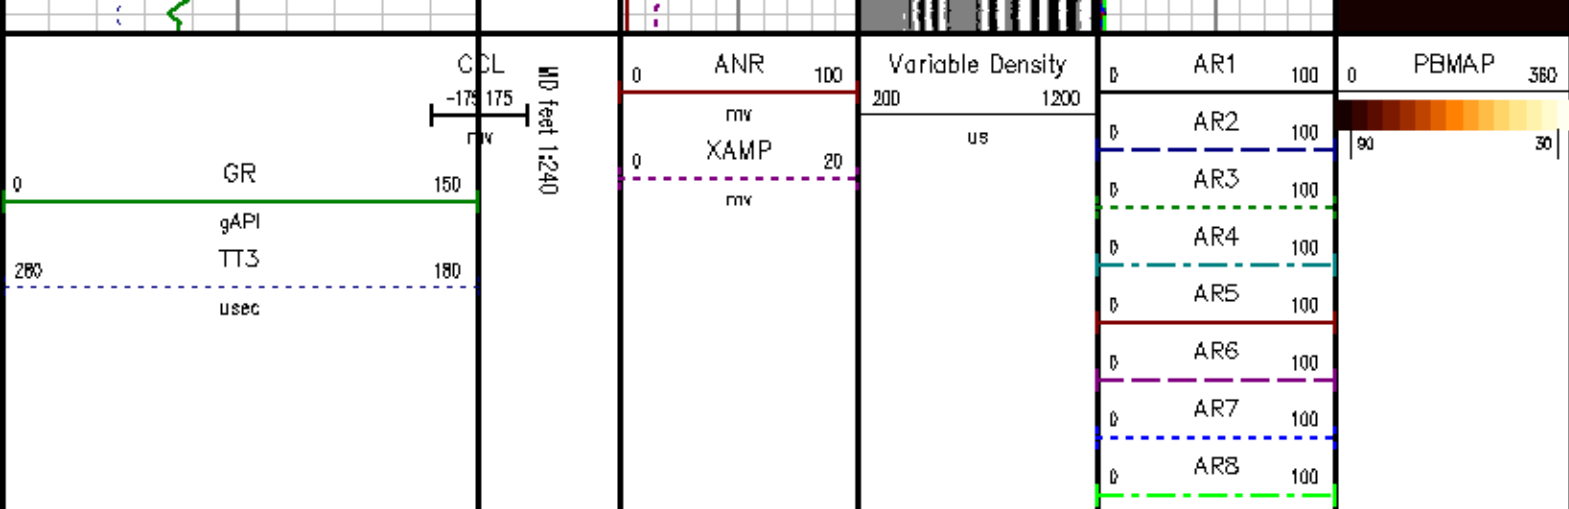 CCL
-175 175
mv
GR
0 150
gAPI
TT3
280 180
usec
MD feet 1:240
ANR
0 100
mv
XAMP
0 20
mv
Variable Density
200 1200
us
AR1
0 100
AR2
0 100
AR3
0 100
AR4
0 100
AR5
0 100
AR6
0 100
AR7
0 100
AR8
0 100
PBMAP
0 360
90 30